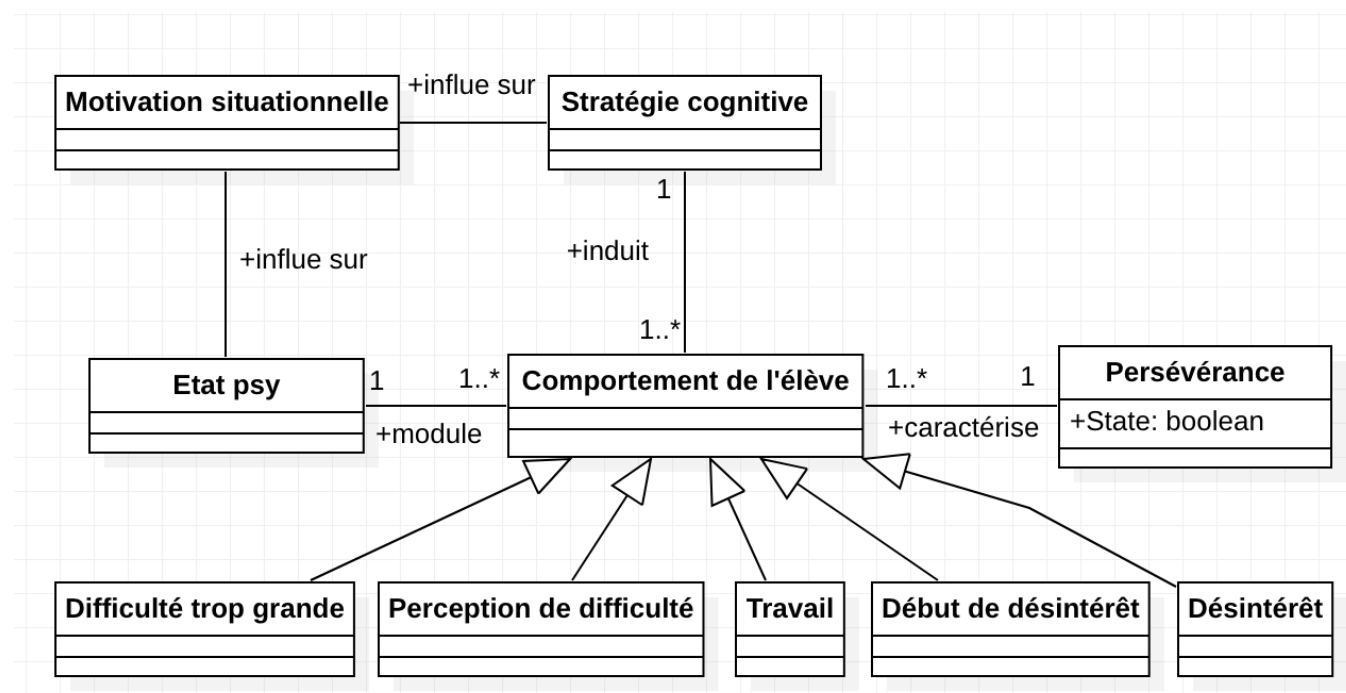 Motivation situationnelle
+influe sur
Stratégie cognitive
1
+influe sur
+induit
1..*
Etat psy
1
1..*
+module
Comportement de l'élève
1..*
1
+caractérise
Persévérance
+State: boolean
Difficulté trop grande
Perception de difficulté
Travail
Début de désintérêt
Désintérêt